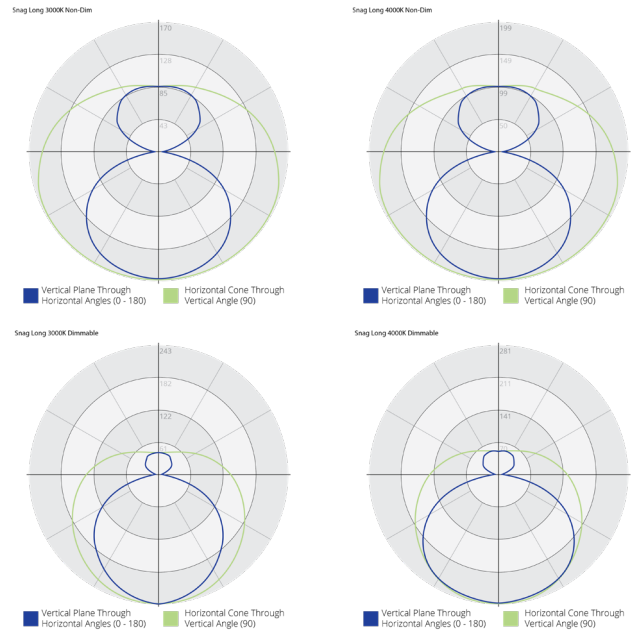 Snag Long 3000K Non-Dim
170
128
85
43
Vertical Plane Through
Horizontal Angles (0 - 180)
Horizontal Cone Through
Vertical Angle (90)
Snag Long 4000K Non-Dim
199
149
99
50
Vertical Plane Through
Horizontal Angles (0 - 180)
Horizontal Cone Through
Vertical Angle (90)
Snag Long 3000K Dimmable
243
182
122
Vertical Plane Through
Horizontal Angles (0 - 180)
Horizontal Cone Through
Vertical Angle (90)
Snag Long 4000K Dimmable
281
211
141
Vertical Plane Through
Horizontal Angles (0 - 180)
Horizontal Cone Through
Vertical Angle (90)